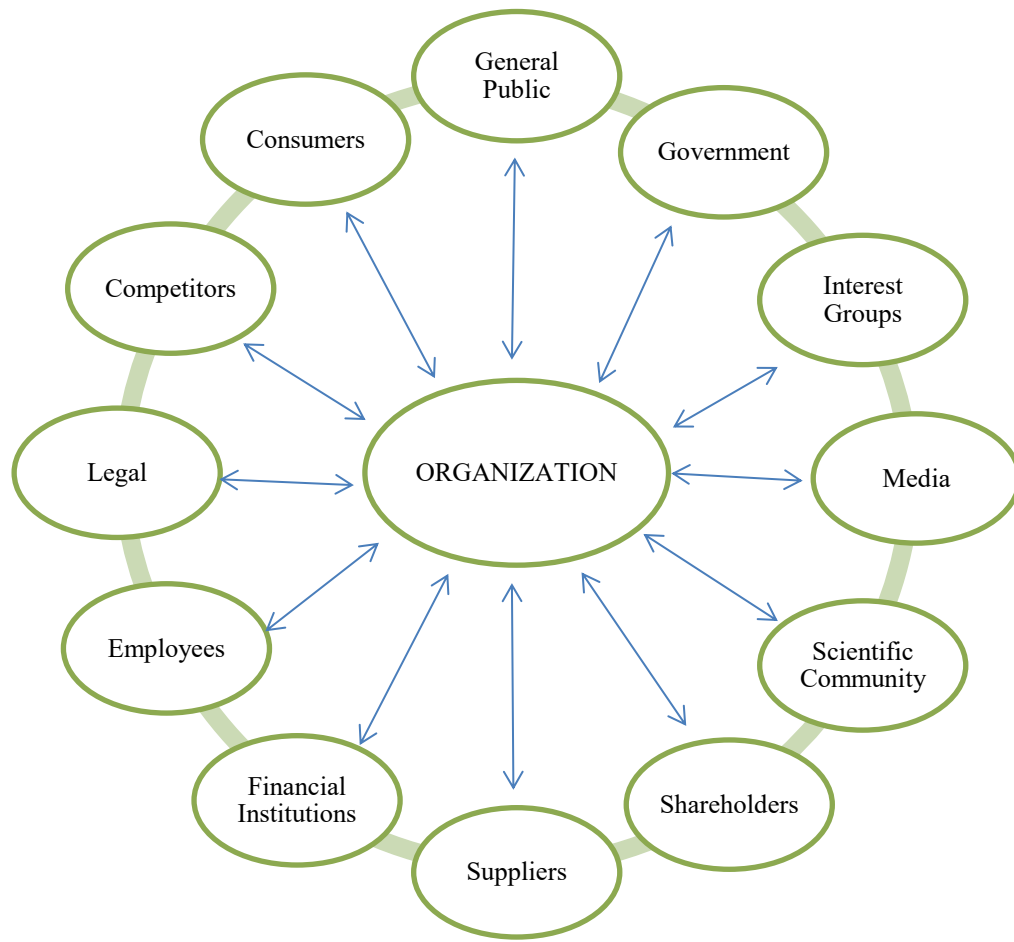 General
Public
Consumers
Government
Competitors
Interest
Groups
Legal
ORGANIZATION
Media
Employees
Scientific
Community
Financial
Institutions
Shareholders
Suppliers